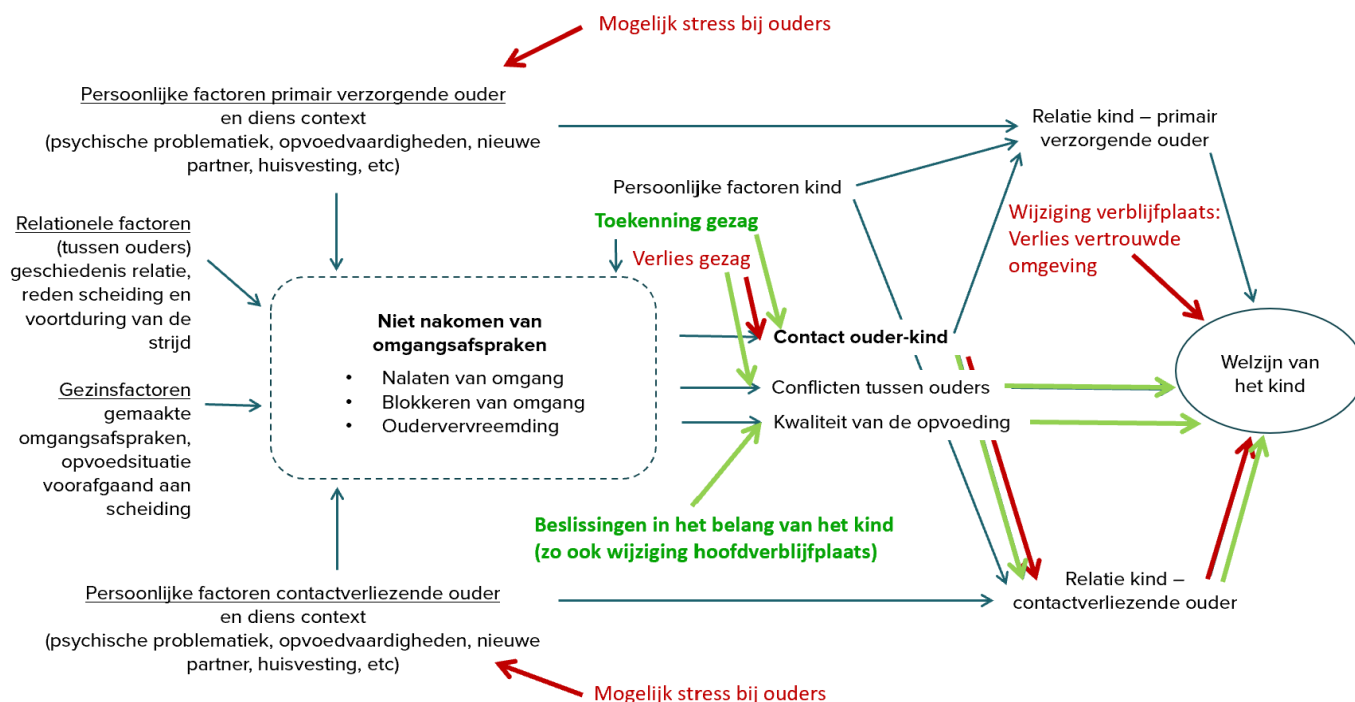 Mogelijk stress bij ouders
Persoonlijke factoren primair verzorgende ouder
en diens context
(psychische problematiek, opvoedvaardigheden, nieuwe
partner, huisvesting, etc)
Relatie kind – primair
verzorgende ouder
Persoonlijke factoren kind
Relationele factoren
(tussen ouders)
geschiedenis relatie,
reden scheiding en
voortduring van de
strijd
Toekenning gezag
Verlies gezag
Wijziging verblijfplaats:
Verlies vertrouwde
omgeving
Niet nakomen van
omgangsafspraken
• Nalaten van omgang
• Blokkeren van omgang
• Oudervervreemding
Contact ouder-kind
Conflicten tussen ouders
Kwaliteit van de opvoeding
Welzijn van
het kind
Gezinsfactoren
gemaakte
omgangsafspraken,
opvoedsituatie
voorafgaand aan
scheiding
Beslissingen in het belang van het kind
(zo ook wijziging hoofdverblijfplaats)
Persoonlijke factoren contactverliezende ouder
en diens context
(psychische problematiek, opvoedvaardigheden, nieuwe
partner, huisvesting, etc)
Relatie kind –
contactverliezende ouder
Mogelijk stress bij ouders